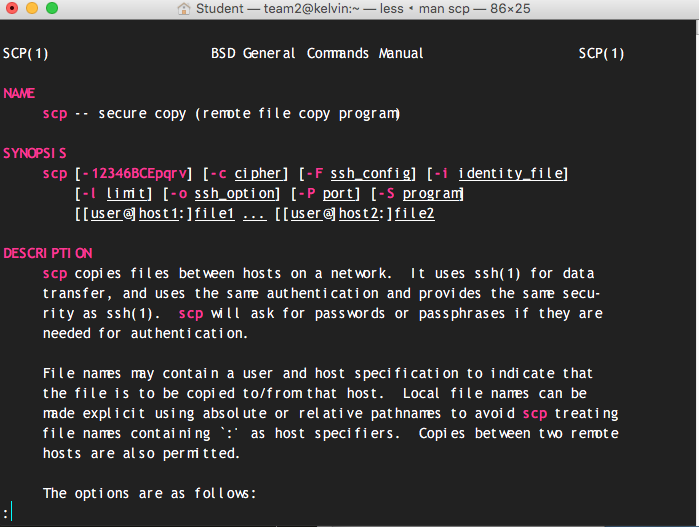 Student — team2@kelvin:~ — less ◂ man scp — 86×25
SCP(1) BSD General Commands Manual SCP(1)
NAME
scp -- secure copy (remote file copy program)
SYNOPSIS
scp [-12346BCEpqrv] [-c cipher] [-F ssh_config] [-i identity_file]
[-l limit] [-o ssh_option] [-P port] [-S program]
[[user@]host1:]file1 ... [[user@]host2:]file2
DESCRIPTION
scp copies files between hosts on a network. It uses ssh(1) for data
transfer, and uses the same authentication and provides the same secu-
rity as ssh(1). scp will ask for passwords or passphrases if they are
needed for authentication.
File names may contain a user and host specification to indicate that
the file is to be copied to/from that host. Local file names can be
made explicit using absolute or relative pathnames to avoid scp treating
file names containing `:' as host specifiers. Copies between two remote
hosts are also permitted.
The options are as follows:
: